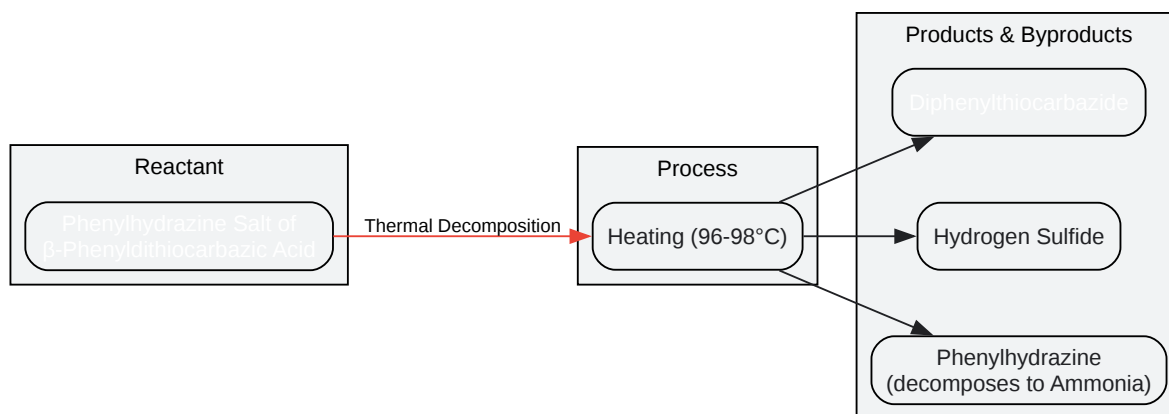 Reactant
Phenylhydrazine Salt of
β-Phenyldithiocarbazic Acid
Thermal Decomposition
Process
Heating (96-98°C)
Products & Byproducts
Diphenylthiocarbazide
Hydrogen Sulfide
Phenylhydrazine
(decomposes to Ammonia)